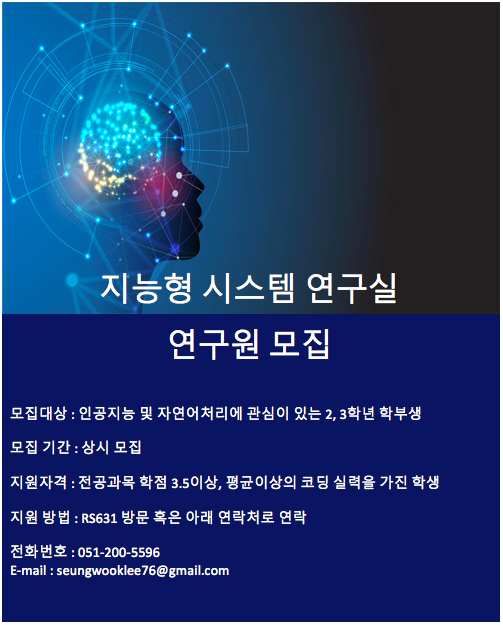 지능형 시스템 연구실
연구원 모집
모집대상 : 인공지능 및 자연어처리에 관심이 있는 2, 3학년 학부생
모집 기간 : 상시 모집
지원자격 : 전공과목 학점 3.5이상, 평균이상의 코딩 실력을 가진 학생
지원 방법 : RS631 방문 혹은 아래 연락처로 연락
전화번호 : 051-200-5596
E-mail : seungwooklee76@gmail.com